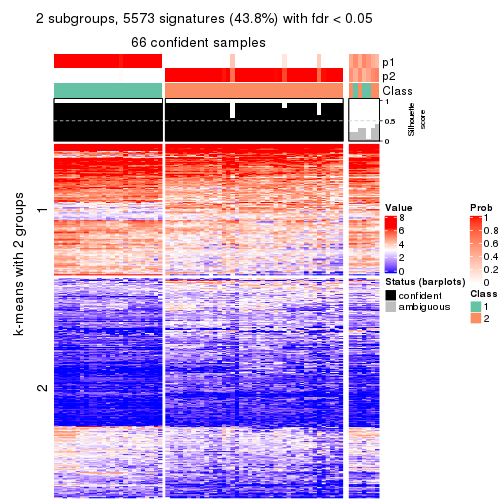 2 subgroups, 5573 signatures (43.8%) with fdr < 0.05
66 confident samples
p1
p2
Class
1
0.5
0
Silhouette
score
k-means with 2 groups
1
2
Value
8
6
4
2
0
Status (barplots)
confident
ambiguous
Prob
1
0.8
0.6
0.4
0.2
0
Class
1
2